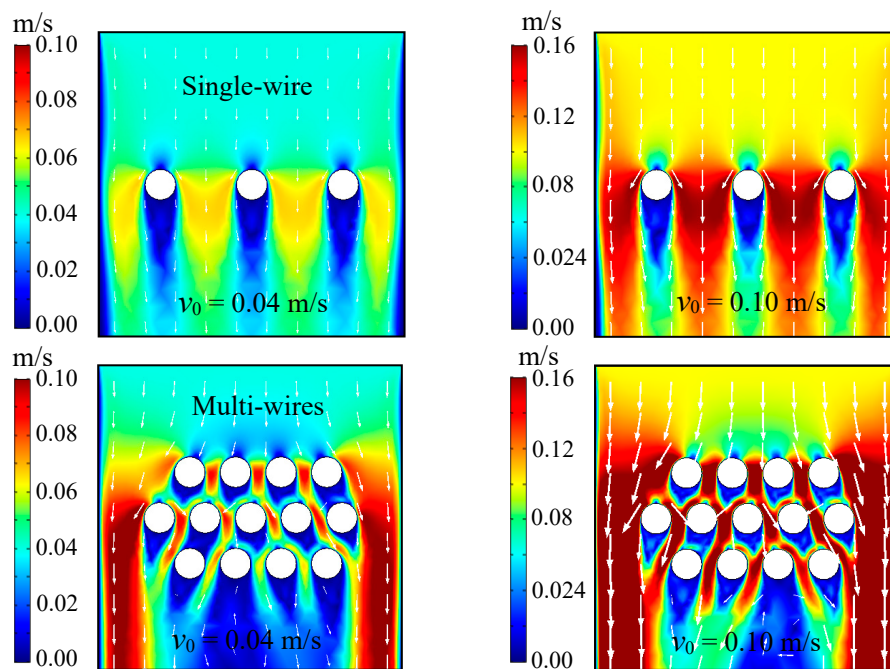 m/s
0.10
0.08
0.06
0.04
0.02
0.00
Single-wire
v₀ = 0.04 m/s
m/s
0.16
0.12
0.08
0.024
0.00
v₀ = 0.10 m/s
m/s
0.10
0.08
0.06
0.04
0.02
0.00
Multi-wires
v₀ = 0.04 m/s
m/s
0.16
0.12
0.08
0.024
0.00
v₀ = 0.10 m/s